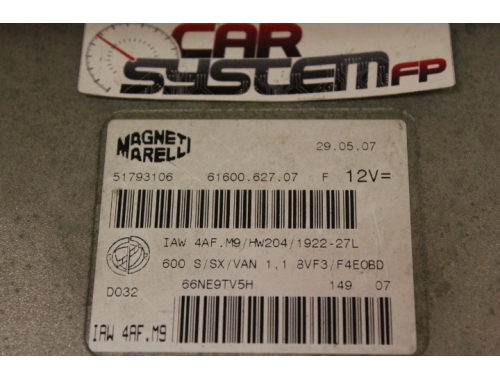 CAR
SYSTEM FP
MAGNETI
MARELLI
29.05.07
51793106 61600.627.07 F 12V=
IAW 4AF.M9/HW204/1922-27L
600 S/SX/VAN 1.1 8VF3/F4EOBD
D032 66NE9TV5H 149 07
IAW 4AF.M9